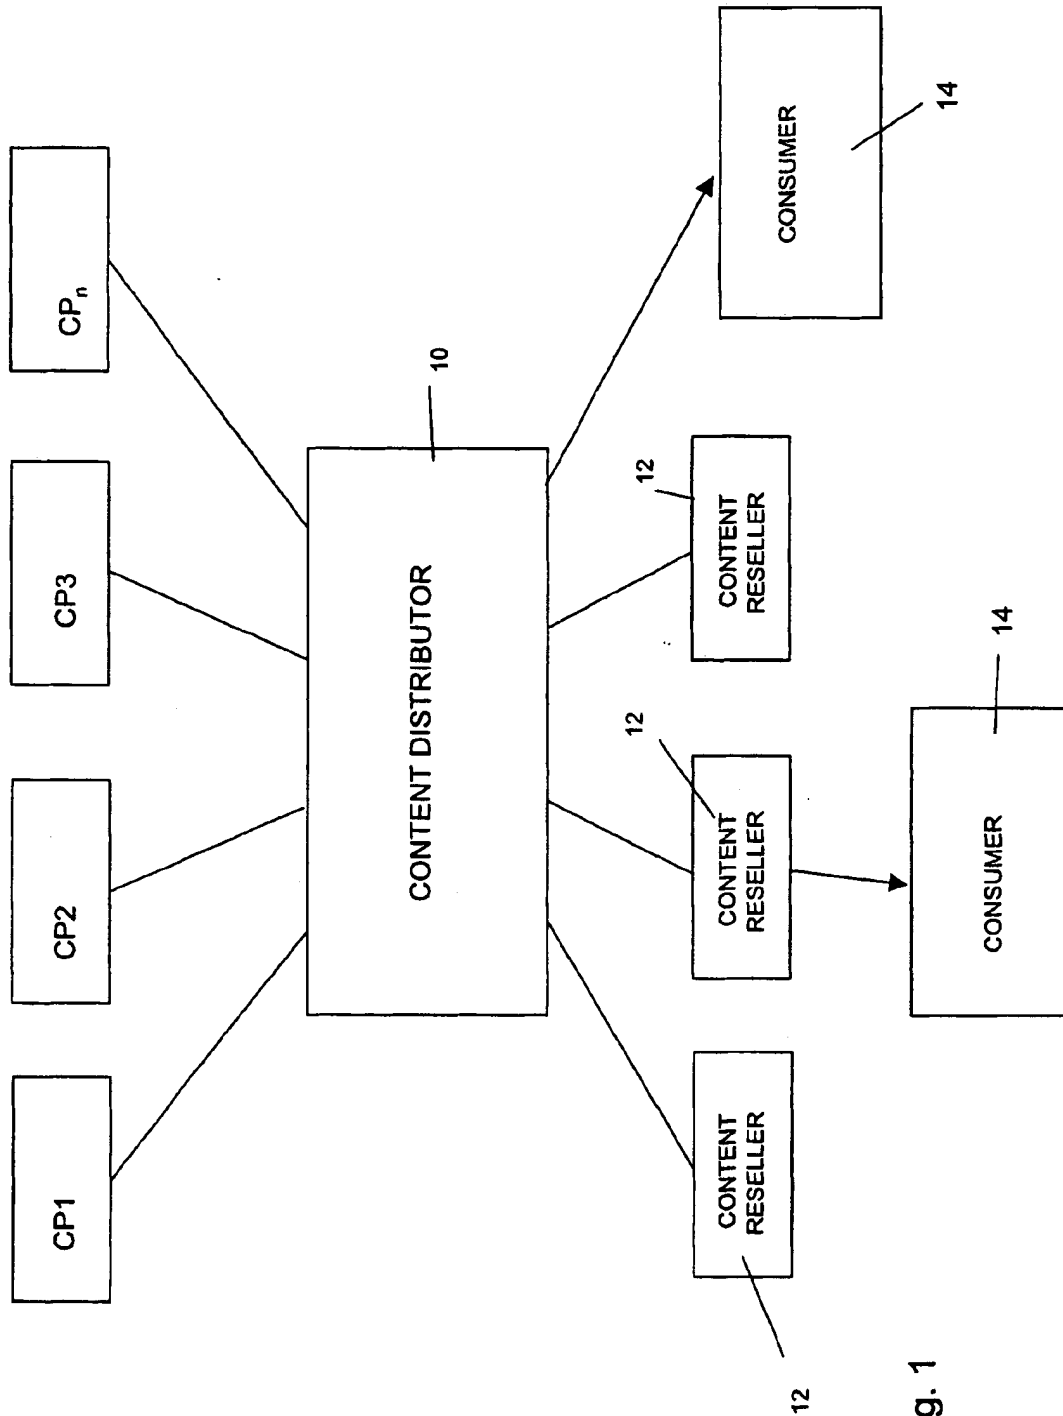 CP1
CP2
CP3
CPn
CONTENT DISTRIBUTOR
10
12
12
12
CONTENT
RESELLER
CONTENT
RESELLER
CONTENT
RESELLER
CONSUMER
14
CONSUMER
14
g. 1